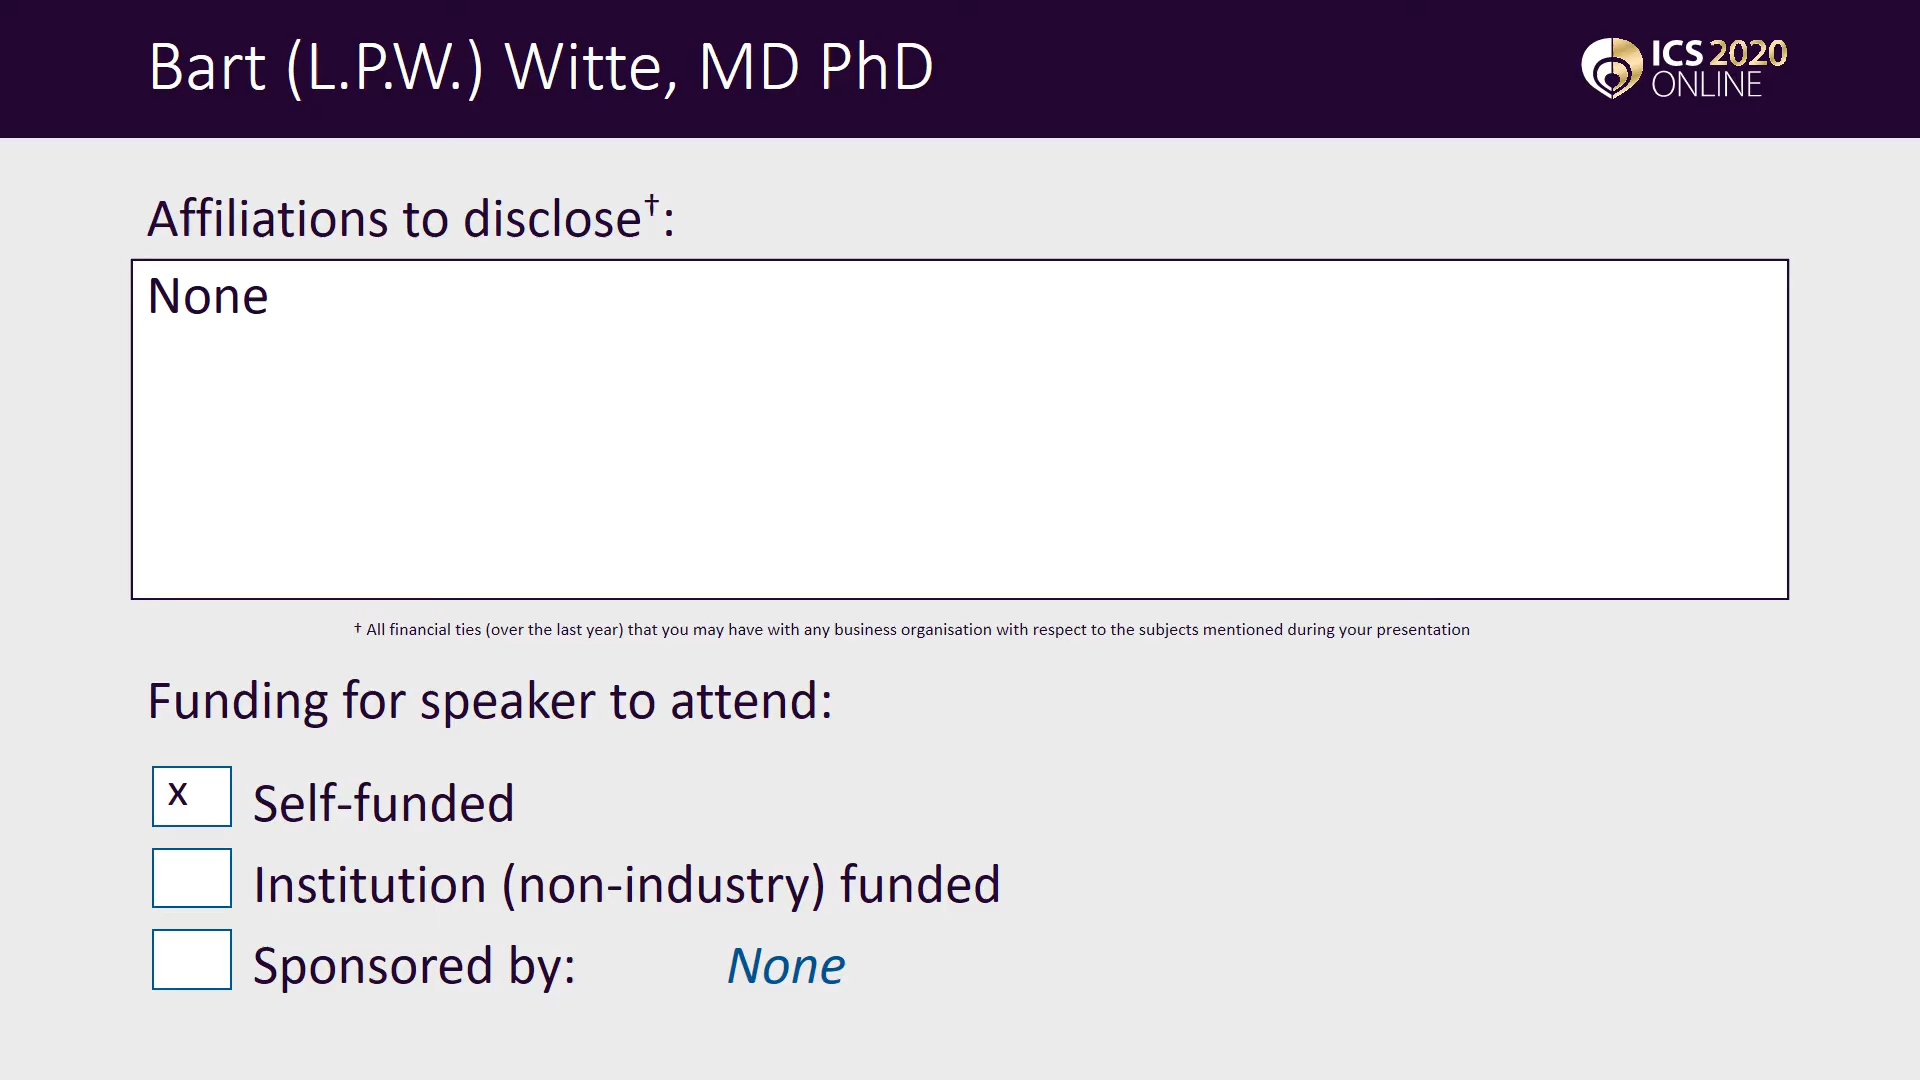 Bart (L.P.W.) Witte, MD PhD
ICS 2020
ONLINE
Affiliations to disclose†:
None
† All financial ties (over the last year) that you may have with any business organisation with respect to the subjects mentioned during your presentation
Funding for speaker to attend:
x Self-funded
Institution (non-industry) funded
Sponsored by: None